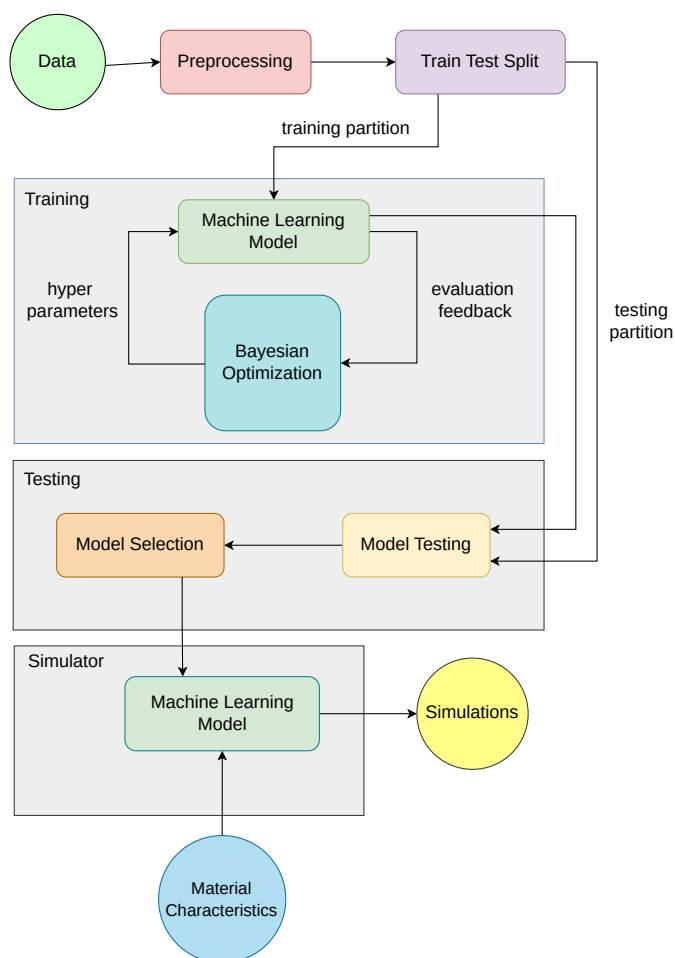 Data
Preprocessing
Train Test Split
training partition
Training
Machine Learning
Model
hyper
parameters
evaluation
feedback
Bayesian
Optimization
testing
partition
Testing
Model Selection
Model Testing
Simulator
Machine Learning
Model
Simulations
Material
Characteristics